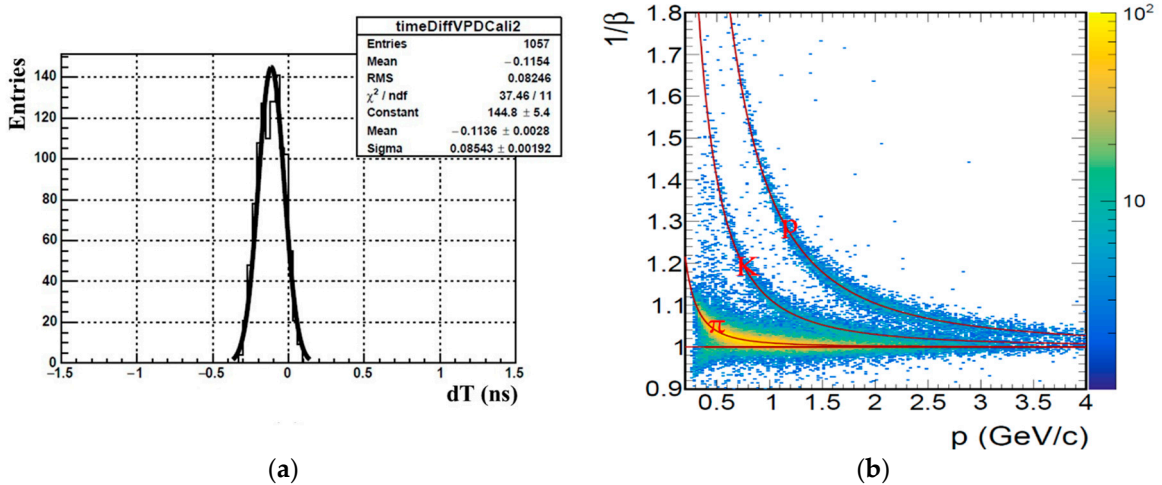 timeDiffVPDCali2
Entries 1057
Mean −0.1154
RMS 0.08246
χ² / ndf 37.46 / 11
Constant 144.8 ± 5.4
Mean −0.1136 ± 0.0028
Sigma 0.08543 ± 0.00192
Entries
140
120
100
80
60
40
20
0
−1.5 −1 −0.5 0 0.5 1 1.5
dT (ns)
(a)
1/β
1.8
1.7
1.6
1.5
1.4
1.3
1.2
1.1
1
0.9
p
K
π
0.5 1 1.5 2 2.5 3 3.5 4
p (GeV/c)
10²
10
(b)